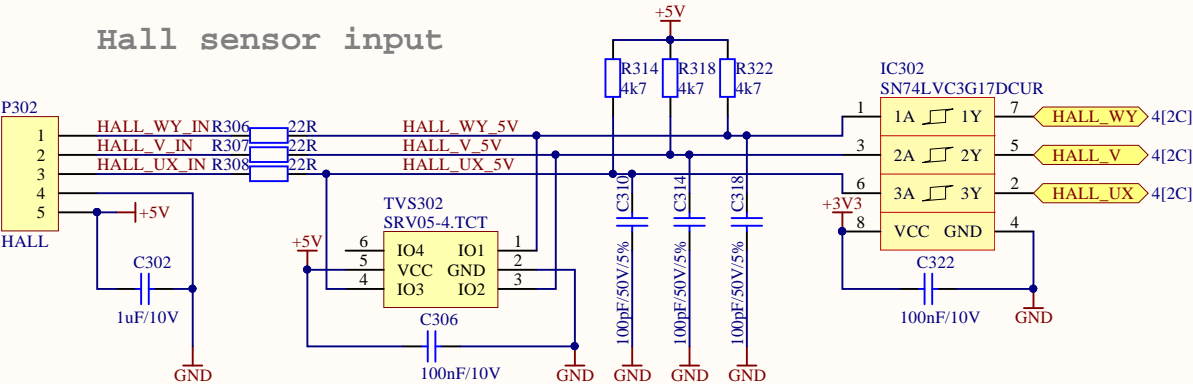 Hall sensor input
+5V
R314
4k7
R318
4k7
R322
4k7
IC302
SN74LVC3G17DCUR
P302
1
2
3
4
5
HALL
HALL_WY_IN R306 22R HALL_WY_5V
HALL_V_IN R307 22R HALL_V_5V
HALL_UX_IN R308 22R HALL_UX_5V
+5V
C302
1uF/10V
GND
TVS302
SRV05-4.TCT
+5V
6 IO4 IO1 1
5 VCC GND 2
4 IO3 IO2 3
C306
100nF/10V
GND
C310
100pF/50V/5%
GND
C314
100pF/50V/5%
GND
C318
100pF/50V/5%
GND
1 1A 1Y 7 HALL_WY 4[2C]
3 2A 2Y 5 HALL_V 4[2C]
6 3A 3Y 2 HALL_UX 4[2C]
+3V3
8 VCC GND 4
C322
100nF/10V
GND